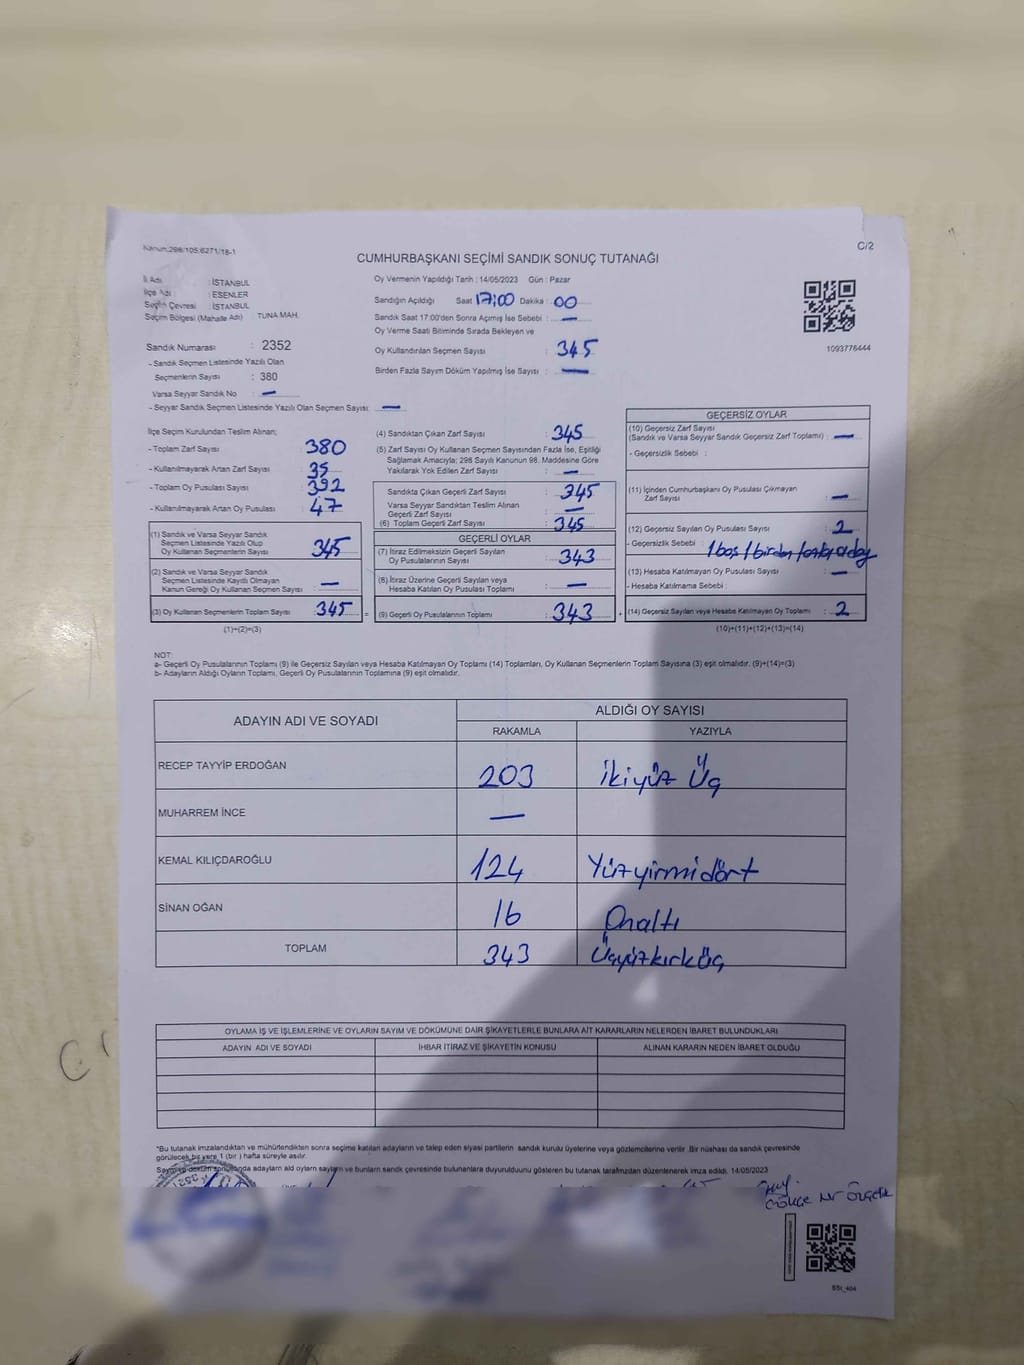 Kanun:298/105,6271/18-1
C/2
CUMHURBAŞKANI SEÇİMİ SANDIK SONUÇ TUTANAĞI
İl Adı : İSTANBUL
İlçe Adı : ESENLER
Seçim Çevresi : İSTANBUL
Seçim Bölgesi (Mahalle Adı) : TUNA MAH.
Sandık Numarası : 2352
- Sandık Seçmen Listesinde Yazılı Olan
Seçmenlerin Sayısı : 380
Varsa Seyyar Sandık No : —
- Seyyar Sandık Seçmen Listesinde Yazılı Olan Seçmen Sayısı : —
Oy Vermenin Yapıldığı Tarih : 14/05/2023 Gün : Pazar
Sandığın Açıldığı Saat 17:00 Dakika : 00
Sandık Saat 17:00'den Sonra Açımış İse Sebebi : —
Oy Verme Saati Bitiminde Sırada Bekleyen ve
Oy Kullandırılan Seçmen Sayısı : 345
Birden Fazla Sayım Döküm Yapılmış İse Sayısı : —
1093776444
İlçe Seçim Kurulundan Teslim Alınan;
- Toplam Zarf Sayısı : 380
- Kullanılmayarak Artan Zarf Sayısı : 35
- Toplam Oy Pusulası Sayısı : 392
- Kullanılmayarak Artan Oy Pusulası : 47
(1) Sandık ve Varsa Seyyar Sandık
Seçmen Listesinde Yazılı Olup
Oy Kullanan Seçmenlerin Sayısı : 345
(2) Sandık ve Varsa Seyyar Sandık
Seçmen Listesinde Kayıtlı Olmayan
Kanun Gereği Oy Kullanan Seçmen Sayısı : —
(3) Oy Kullanan Seçmenlerin Toplam Sayısı : 345 =
(1)+(2)=(3)
(4) Sandıktan Çıkan Zarf Sayısı : 345
(5) Zarf Sayısı Oy Kullanan Seçmen Sayısından Fazla İse, Eşitliği
Sağlamak Amacıyla; 298 Sayılı Kanunun 98. Maddesine Göre
Yakılarak Yok Edilen Zarf Sayısı : —
Sandıkta Çıkan Geçerli Zarf Sayısı : 345
Varsa Seyyar Sandıktan Teslim Alınan
Geçerli Zarf Sayısı : —
(6) Toplam Geçerli Zarf Sayısı : 345
GEÇERLİ OYLAR
(7) İtiraz Edilmeksizin Geçerli Sayılan
Oy Pusulalarının Sayısı : 343
(8) İtiraz Üzerine Geçerli Sayılan veya
Hesaba Katılan Oy Pusulası Toplamı : —
(9) Geçerli Oy Pusulalarının Toplamı : 343 +
GEÇERSİZ OYLAR
(10) Geçersiz Zarf Sayısı
(Sandık ve Varsa Seyyar Sandık Geçersiz Zarf Toplamı) : —
- Geçersizlik Sebebi :
(11) İçinden Cumhurbaşkanı Oy Pusulası Çıkmayan
Zarf Sayısı : —
(12) Geçersiz Sayılan Oy Pusulası Sayısı : 2
- Geçersizlik Sebebi : 1 boş
(13) Hesaba Katılmayan Oy Pusulası Sayısı : —
- Hesaba Katılmama Sebebi :
(14) Geçersiz Sayılan veya Hesaba Katılmayan Oy Toplamı : 2
(10)+(11)+(12)+(13)=(14)
NOT:
a- Geçerli Oy Pusulalarının Toplamı (9) ile Geçersiz Sayılan veya Hesaba Katılmayan Oy Toplamı (14) Toplamları, Oy Kullanan Seçmenlerin Toplam Sayısına (3) eşit olmalıdır. (9)+(14)=(3)
b- Adayların Aldığı Oyların Toplamı, Geçerli Oy Pusulalarının Toplamına (9) eşit olmalıdır.
ADAYIN ADI VE SOYADI
ALDIĞI OY SAYISI
RAKAMLA YAZIYLA
RECEP TAYYİP ERDOĞAN 203 İkiyüz Üç
MUHARREM İNCE —
KEMAL KILIÇDAROĞLU 124 Yüzyirmidört
SİNAN OĞAN 16 Onaltı
TOPLAM 343 Üçyüzkırküç
OYLAMA İŞ VE İŞLEMLERİNE VE OYLARIN SAYIM VE DÖKÜMÜNE DAİR ŞİKAYETLERLE BUNLARA AİT KARARLARIN NELERDEN İBARET BULUNDUKLARI
ADAYIN ADI VE SOYADI İHBAR İTİRAZ VE ŞİKAYETİN KONUSU ALINAN KARARIN NEDEN İBARET OLDUĞU
*Bu tutanak imzalandıktan ve mühürlendikten sonra seçime katılan adayların ve talep eden siyasi partilerin sandık kurulu üyelerine veya gözlemcilerine verilir .Bir nüshası da sandık çevresinde
görülecek bir yere 1 (bir ) hafta süreyle asılır.
Sayım ve döküm sonucunda adayların ald oyların sayların ve bunların sandık çevresinde bulunanlara duyurulduunu gösteren bu tutanak tarafımızdan düzenlenerek imza edildi. 14/05/2023